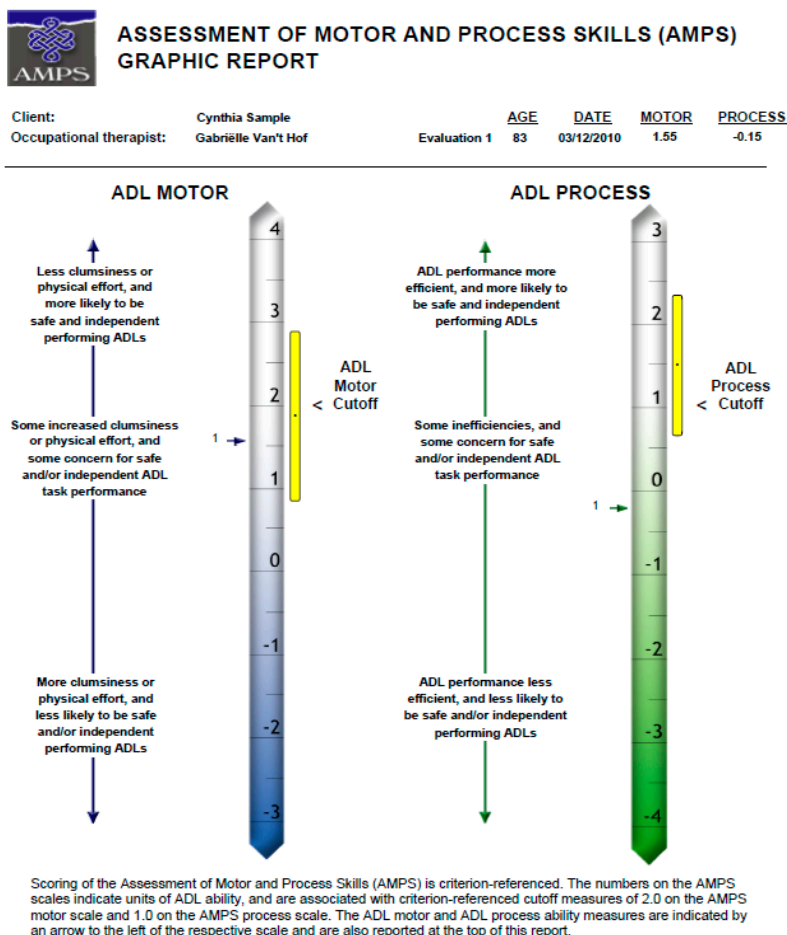 AMPS
ASSESSMENT OF MOTOR AND PROCESS SKILLS (AMPS)
GRAPHIC REPORT
Client: Cynthia Sample AGE DATE MOTOR PROCESS
Occupational therapist: Gabriëlle Van't Hof Evaluation 1 83 03/12/2010 1.55 -0.15
ADL MOTOR
4
3
2
1
0
-1
-2
-3
Less clumsiness or
physical effort, and
more likely to be
safe and independent
performing ADLs
Some increased clumsiness
or physical effort, and
some concern for safe
and/or independent ADL
task performance
More clumsiness or
physical effort, and
less likely to be safe
and/or independent
performing ADLs
1
ADL
Motor
< Cutoff
ADL PROCESS
3
2
1
0
-1
-2
-3
-4
ADL performance more
efficient, and more likely to
be safe and independent
performing ADLs
Some inefficiencies, and
some concern for safe
and/or independent ADL
task performance
ADL performance less
efficient, and less likely to
be safe and/or independent
performing ADLs
1
ADL
Process
< Cutoff
Scoring of the Assessment of Motor and Process Skills (AMPS) is criterion-referenced. The numbers on the AMPS
scales indicate units of ADL ability, and are associated with criterion-referenced cutoff measures of 2.0 on the AMPS
motor scale and 1.0 on the AMPS process scale. The ADL motor and ADL process ability measures are indicated by
an arrow to the left of the respective scale and are also reported at the top of this report.